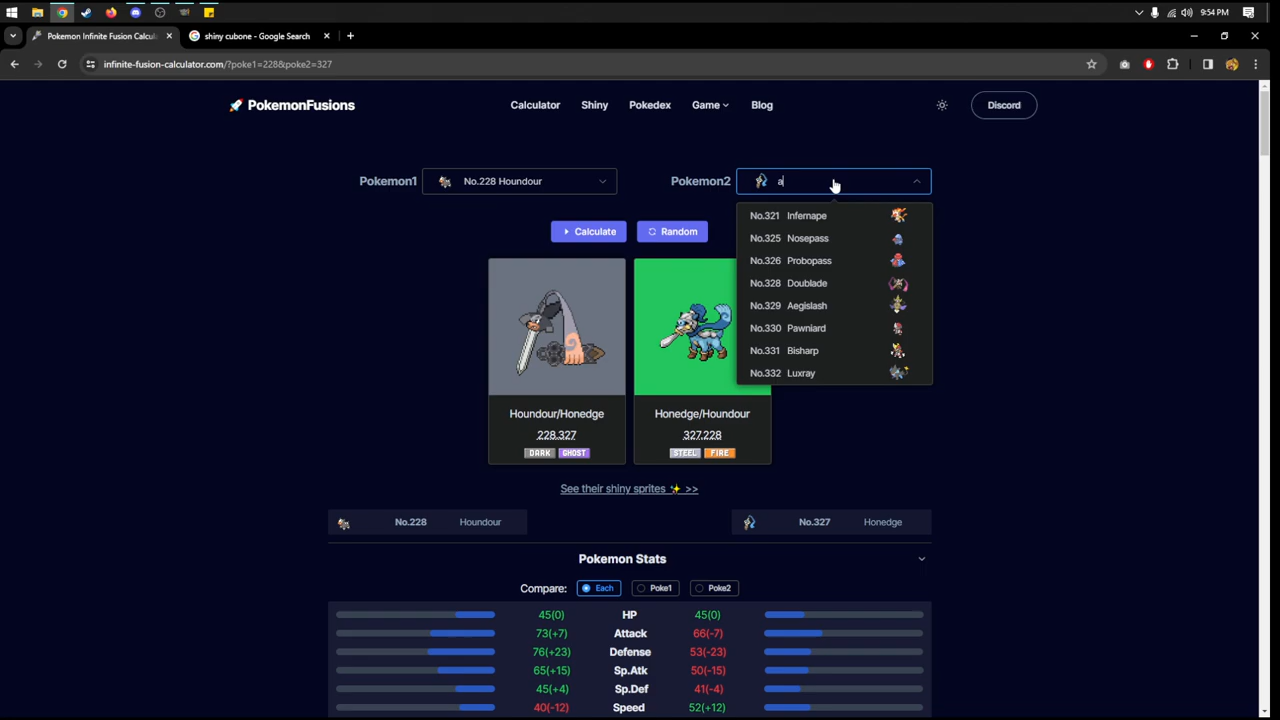 9:54 PM
Pokemon Infinite Fusion Calcula
shiny cubone - Google Search
infinite-fusion-calculator.com/?poke1=228&poke2=327
PokemonFusions
Calculator Shiny Pokedex Game Blog
Discord
Pokemon1 No.228 Houndour
Pokemon2 a
Calculate Random
No.321 Infernape
No.325 Nosepass
No.326 Probopass
No.328 Doublade
No.329 Aegislash
No.330 Pawniard
No.331 Bisharp
No.332 Luxray
Houndour/Honedge
228.327
DARK GHOST
Honedge/Houndour
327.228
STEEL FIRE
See their shiny sprites ✨ >>
No.228 Houndour
No.327 Honedge
Pokemon Stats
Compare: Each Poke1 Poke2
45(0) HP 45(0)
73(+7) Attack 66(-7)
76(+23) Defense 53(-23)
65(+15) Sp.Atk 50(-15)
45(+4) Sp.Def 41(-4)
40(-12) Speed 52(+12)